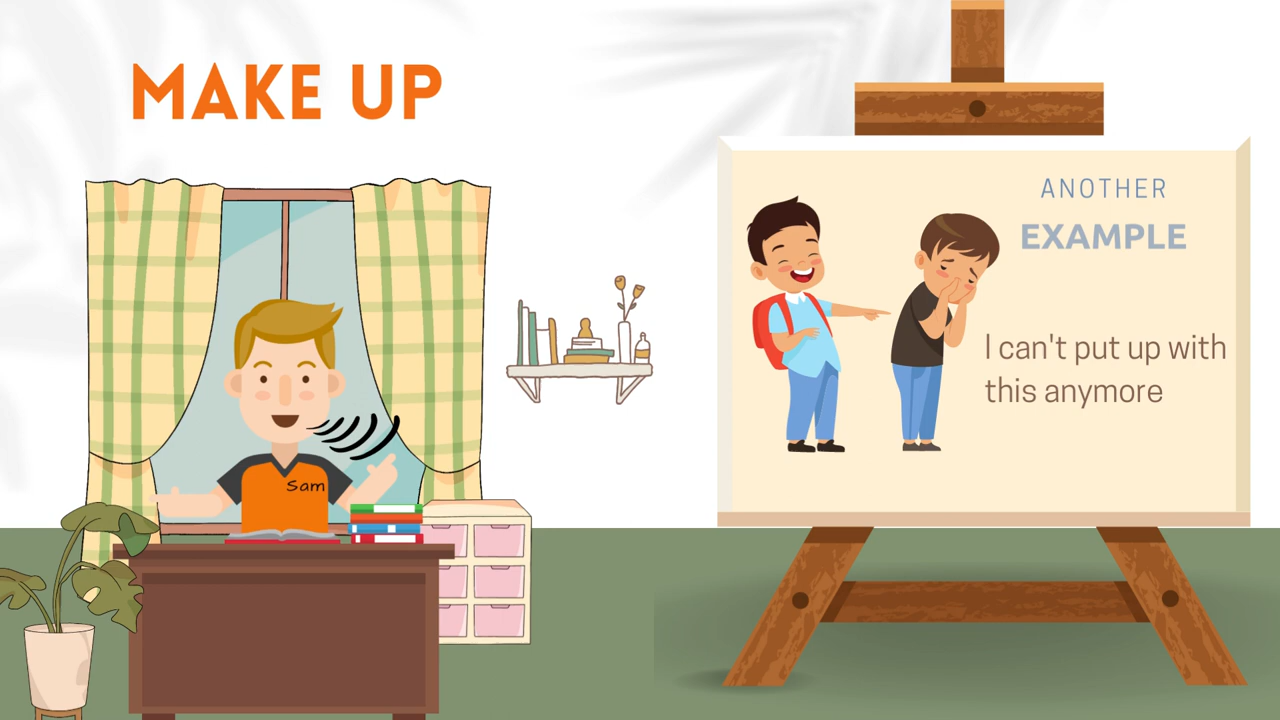 MAKE UP
Sam
ANOTHER
EXAMPLE
I can't put up with
this anymore